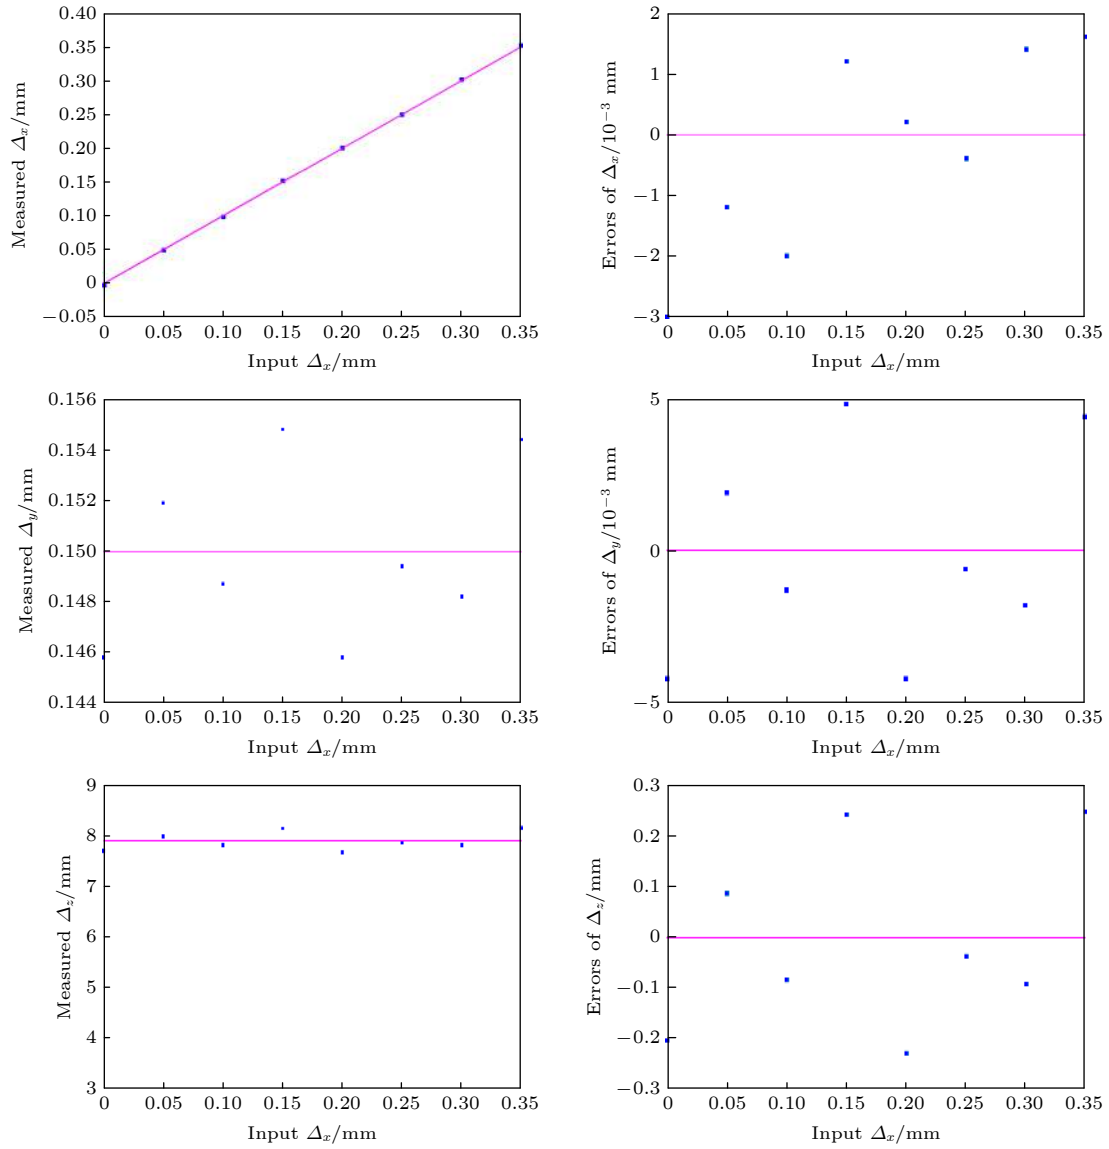 0.40
0.35
0.30
0.25
0.20
0.15
0.10
0.05
0
−0.05
Measured Δx/mm
0 0.05 0.10 0.15 0.20 0.25 0.30 0.35
Input Δx/mm
2
1
0
−1
−2
−3
Errors of Δx/10−3 mm
0 0.05 0.10 0.15 0.20 0.25 0.30 0.35
Input Δx/mm
0.156
0.154
0.152
0.150
0.148
0.146
0.144
Measured Δy/mm
0 0.05 0.10 0.15 0.20 0.25 0.30 0.35
Input Δx/mm
5
0
−5
Errors of Δy/10−3 mm
0 0.05 0.10 0.15 0.20 0.25 0.30 0.35
Input Δx/mm
9
8
7
6
5
4
3
Measured Δz/mm
0 0.05 0.10 0.15 0.20 0.25 0.30 0.35
Input Δx/mm
0.3
0.2
0.1
0
−0.1
−0.2
−0.3
Errors of Δz/mm
0 0.05 0.10 0.15 0.20 0.25 0.30 0.35
Input Δx/mm